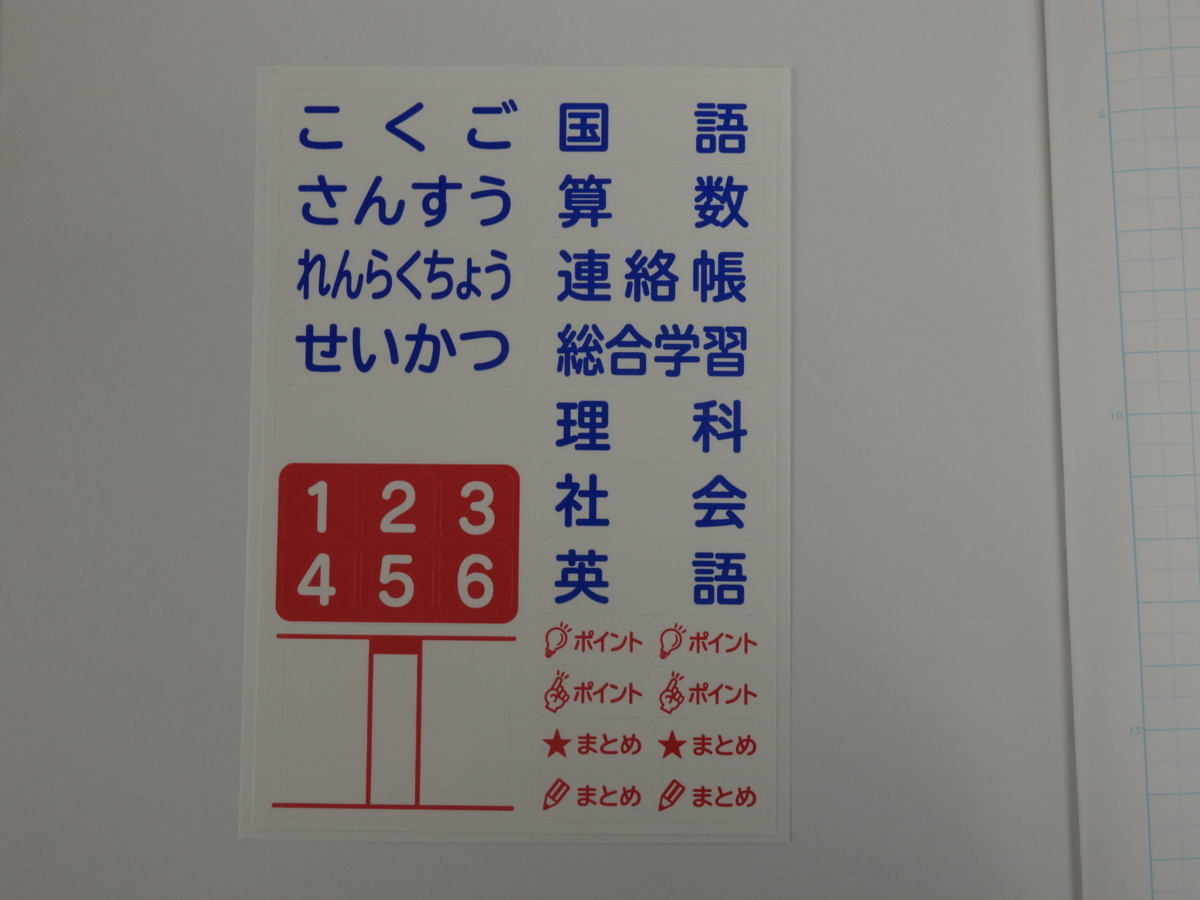 こくご
さんすう
れんらくちょう
せいかつ
1 2 3
4 5 6
国語
算数
連絡帳
総合学習
理科
社会
英語
ポイント ポイント
ポイント ポイント
★まとめ ★まとめ
まとめ まとめ
5
10
15